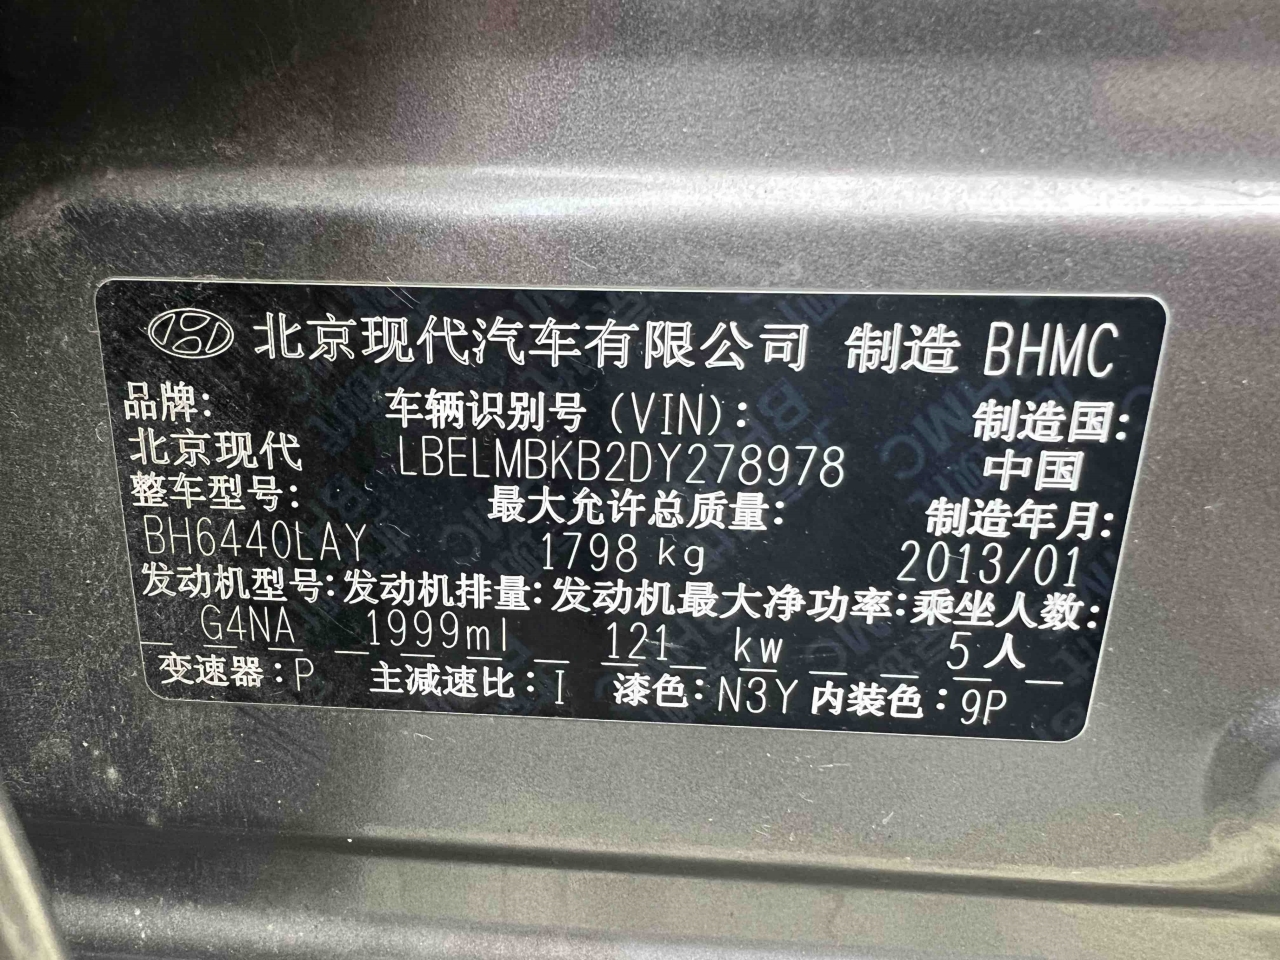 北京现代汽车有限公司 制造 BHMC
品牌: 车辆识别号 (VIN): 制造国:
北京现代 LBELMBKB2DY278978 中国
整车型号: 最大允许总质量: 制造年月:
BH6440LAY 1798 kg 2013/01
发动机型号: 发动机排量: 发动机最大净功率: 乘坐人数:
G4NA 1999ml 121 kw 5 人
变速器: P 主减速比: I 漆色: N3Y 内装色: 9P